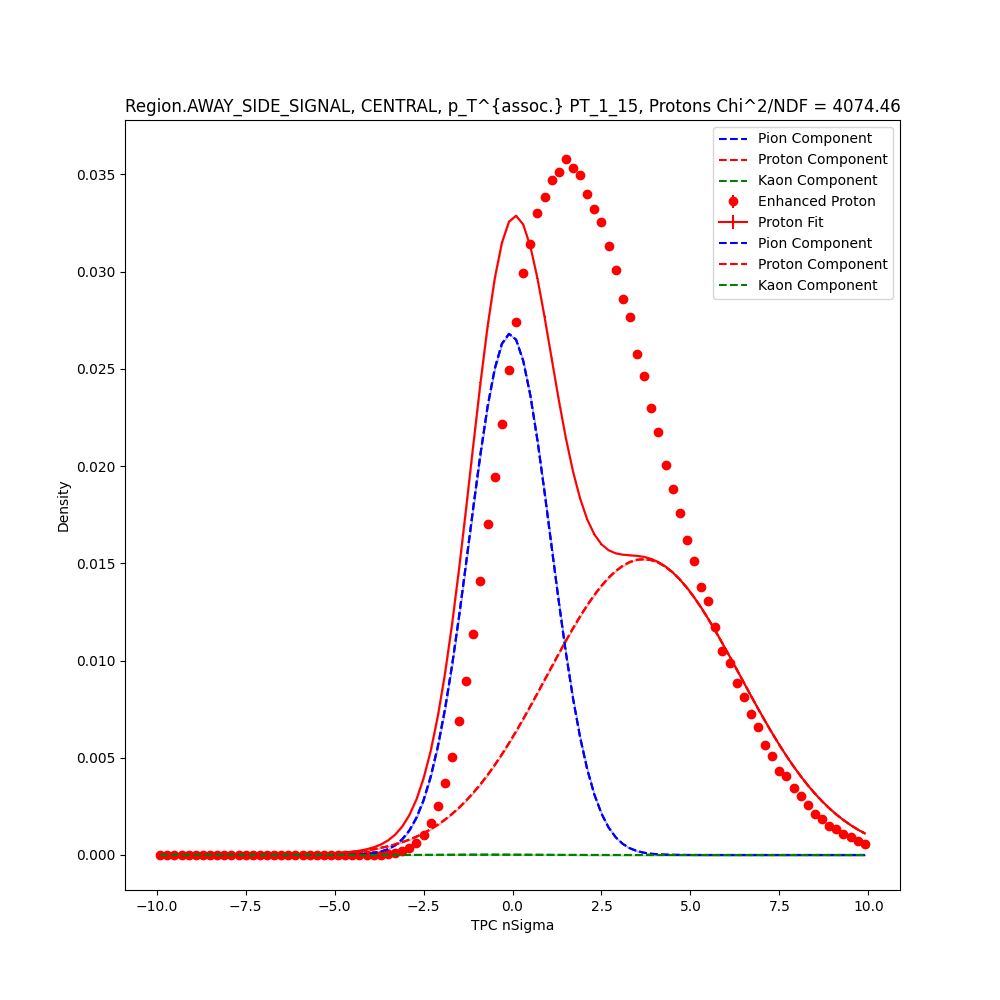 Region.AWAY_SIDE_SIGNAL, CENTRAL, p_T^{assoc.} PT_1_15, Protons Chi^2/NDF = 4074.46
Pion Component
Proton Component
Kaon Component
Enhanced Proton
Proton Fit
Pion Component
Proton Component
Kaon Component
0.035
0.030
0.025
0.020
0.015
0.010
0.005
0.000
Density
−10.0
−7.5
−5.0
−2.5
0.0
2.5
5.0
7.5
10.0
TPC nSigma